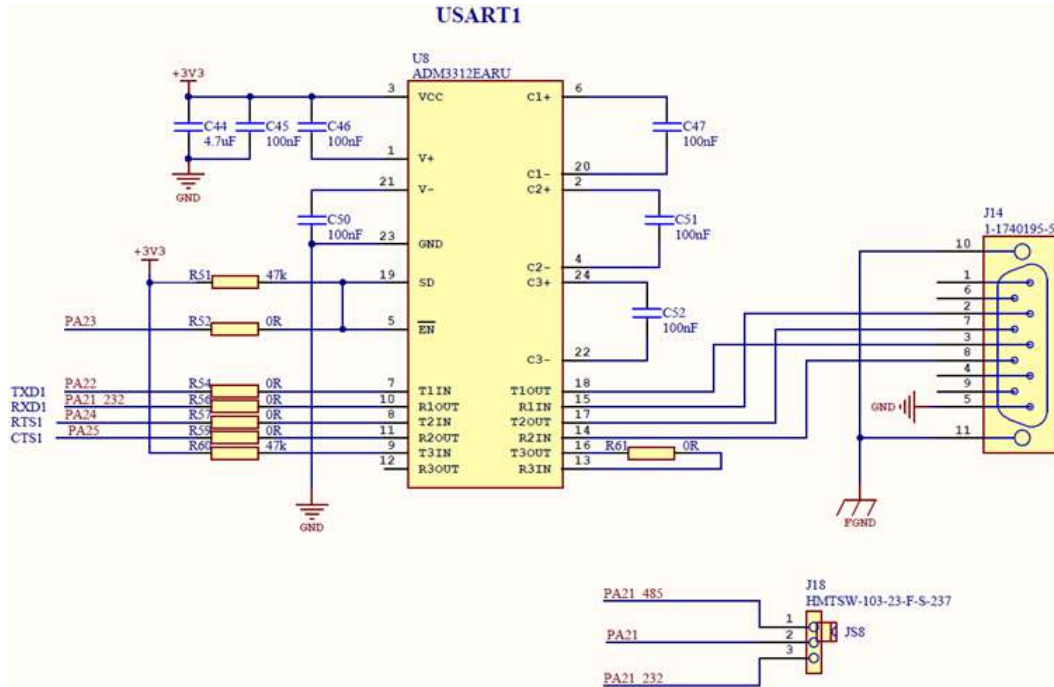 USART1
U8
ADM3312EARU
+3V3
3 VCC C1+ 6
C44
4.7uF
C45
100nF
C46
100nF
C47
100nF
1 V+
C1- 20
21 V- C2+ 2
GND
C50
100nF
C51
100nF
23 GND
C2- 4
C3+ 24
+3V3
R51 47k 19 SD
C52
100nF
PA23 R52 0R 5 EN
C3- 22
TXD1 PA22 R54 0R 7 T1IN T1OUT 18
RXD1 PA21_232 R56 0R 10 R1OUT R1IN 15
RTS1 PA24 R57 0R 8 T2IN T2OUT 17
CTS1 PA25 R59 0R 11 R2OUT R2IN 14
R60 47k 9 T3IN T3OUT 16 R61 0R
12 R3OUT R3IN 13
GND
J14
1-1740195-5
10
1
6
2
7
3
8
4
9
GND 5
11
FGND
J18
HMTSW-103-23-F-S-237
PA21_485 1
PA21 2 JS8
3
PA21_232